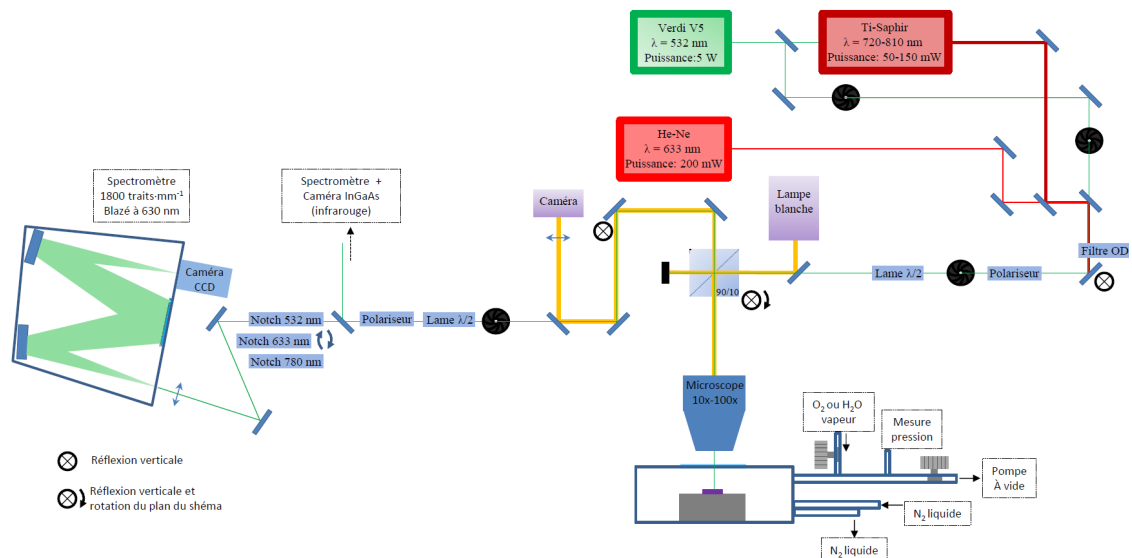 Verdi V5
λ = 532 nm
Puissance:5 W
Ti-Saphir
λ = 720-810 nm
Puissance: 50-150 mW
He-Ne
λ = 633 nm
Puissance: 200 mW
Spectromètre
1800 traits·mm⁻¹
Blazé à 630 nm
Spectromètre +
Caméra InGaAs
(infrarouge)
Caméra
Lampe
blanche
Caméra
CCD
Filtre OD
90/10
Lame λ/2
Polariseur
Notch 532 nm
Polariseur
Lame λ/2
Notch 633 nm
Notch 780 nm
Microscope
10x-100x
O₂ ou H₂O
vapeur
Mesure
pression
Pompe
À vide
N₂ liquide
N₂ liquide
Réflexion verticale
Réflexion verticale et
rotation du plan du shéma